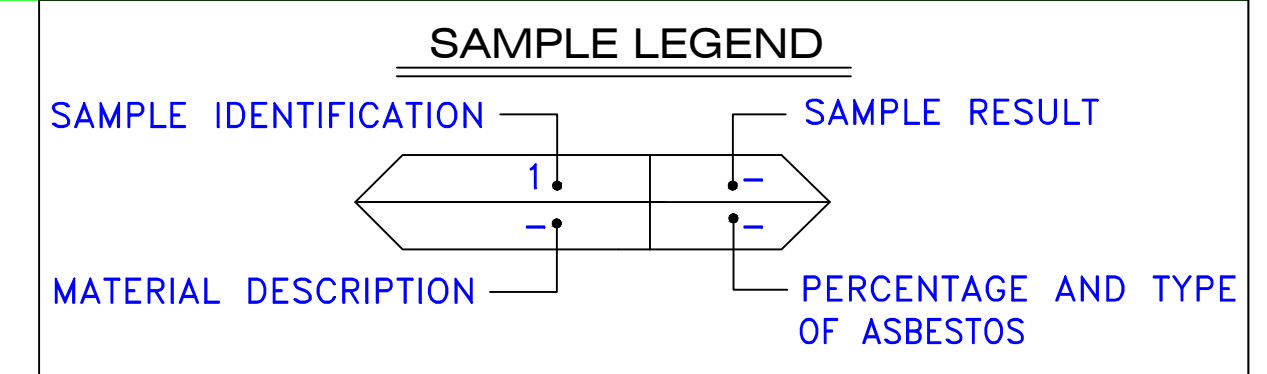 SAMPLE LEGEND
SAMPLE IDENTIFICATION
SAMPLE RESULT
1 –
– –
MATERIAL DESCRIPTION
PERCENTAGE AND TYPE
OF ASBESTOS